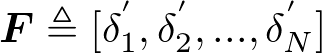 F ≜ [δ′₁, δ′₂, ..., δ′_N]